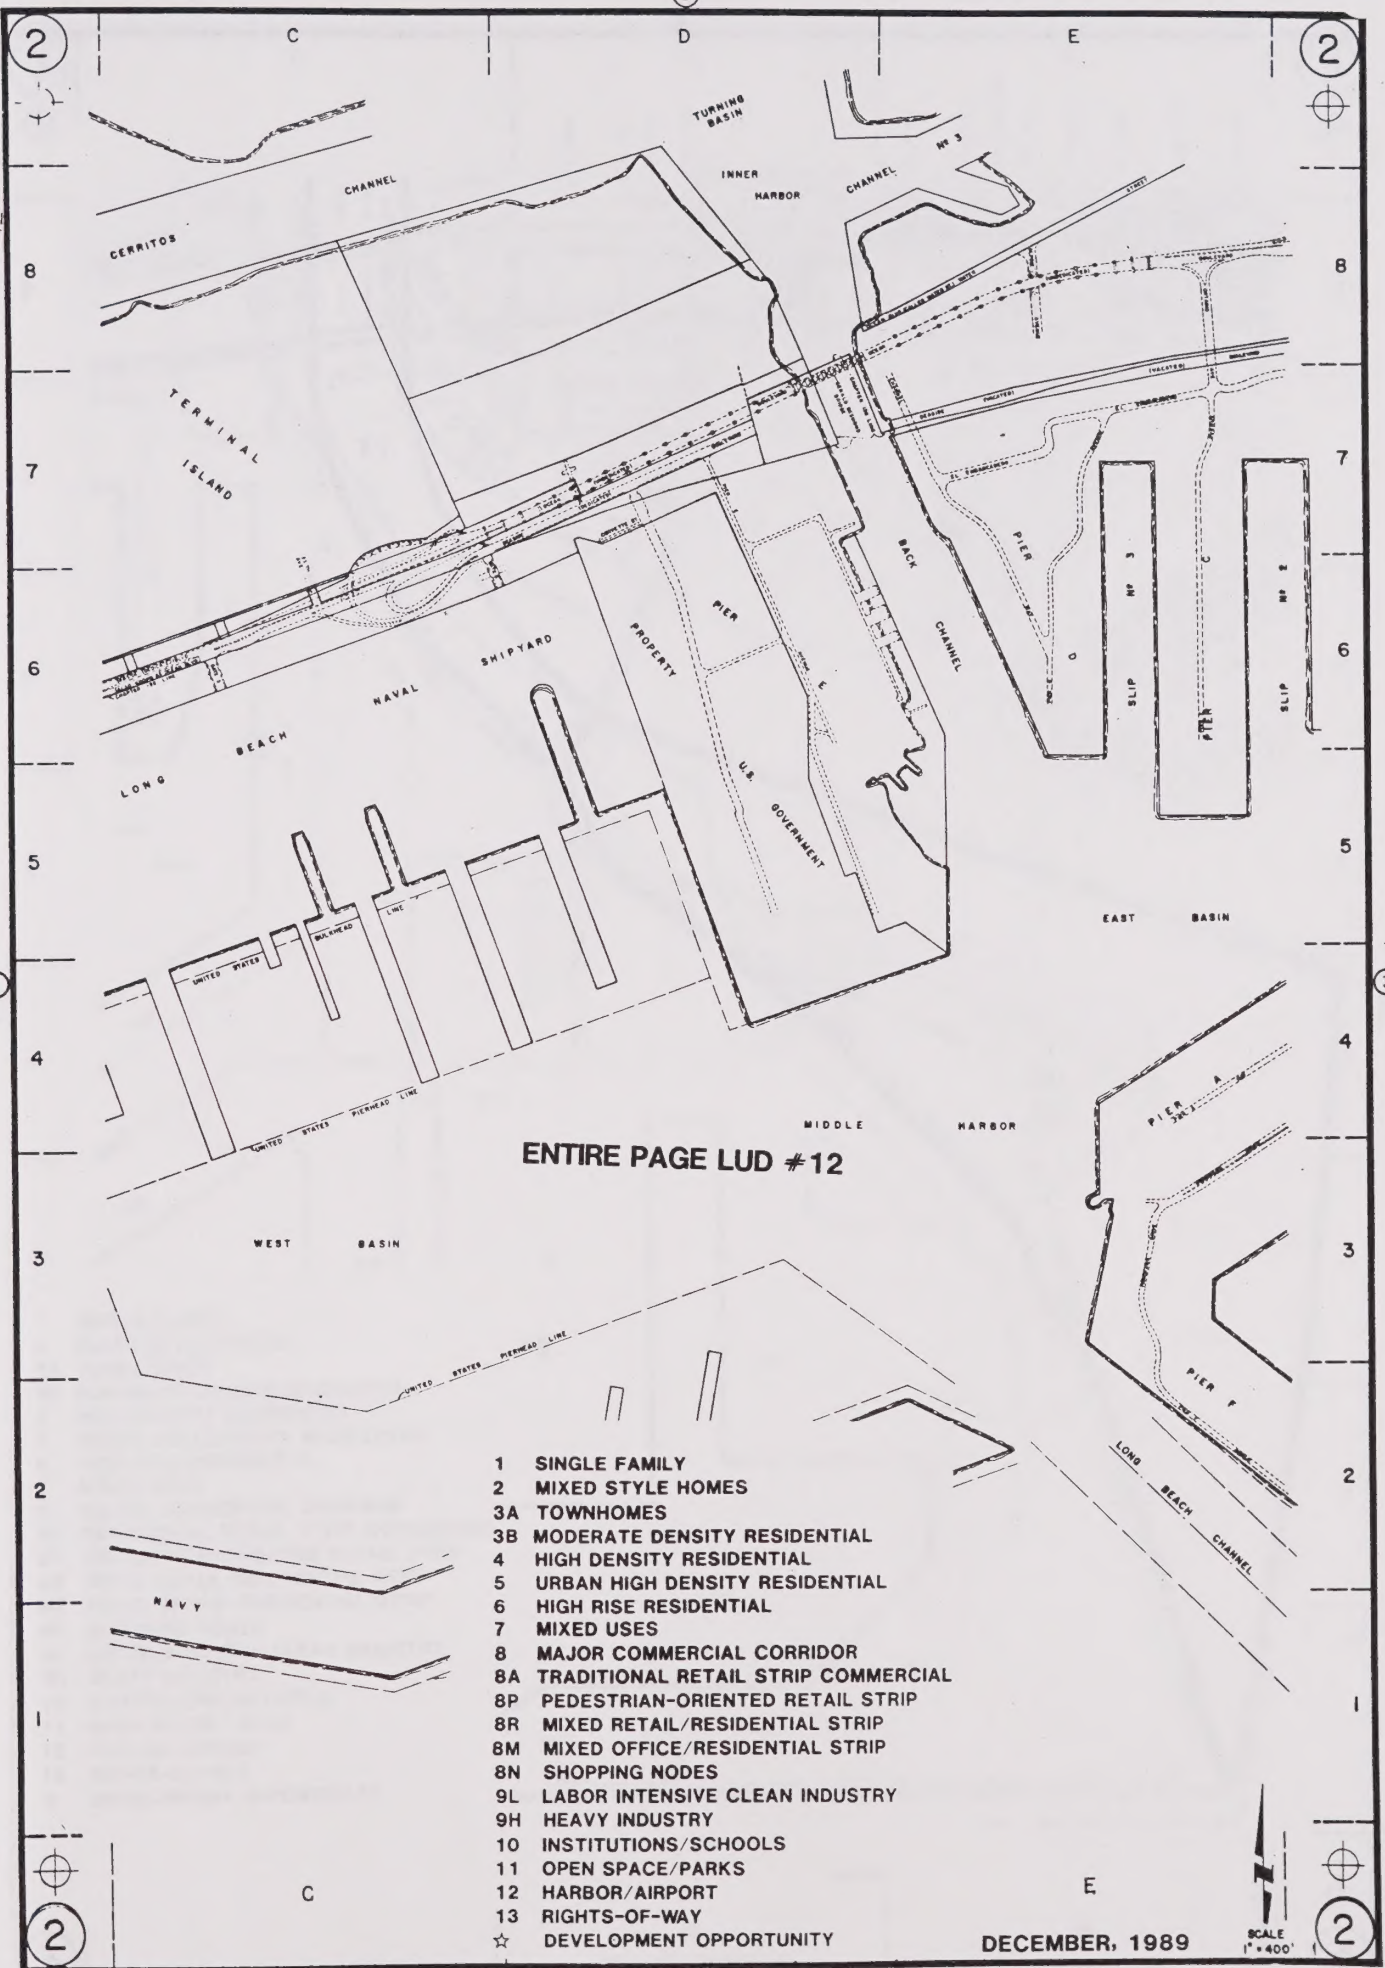 2
C
D
E
2
TURNING
BASIN
Nº 3
INNER
HARBOR
CHANNEL
CHANNEL
CERRITOS
STREET
8
8
TERMINAL
ISLAND
7
7
SEASIDE
(VACATED)
(VACATED)
BOULEVARD
BACK
CHANNEL
PIER
D
SLIP Nº 3
PIER C
SLIP Nº 2
6
6
LONG BEACH NAVAL SHIPYARD
PROPERTY
PIER
E
U.S.
GOVERNMENT
5
5
EAST BASIN
UNITED STATES BULKHEAD LINE
4
4
PIER A
UNITED STATES PIERHEAD LINE
MIDDLE HARBOR
ENTIRE PAGE LUD #12
WEST BASIN
3
3
UNITED STATES PIERHEAD LINE
PIER F
LONG
BEACH
CHANNEL
2
2
NAVY
1
1
1 SINGLE FAMILY
2 MIXED STYLE HOMES
3A TOWNHOMES
3B MODERATE DENSITY RESIDENTIAL
4 HIGH DENSITY RESIDENTIAL
5 URBAN HIGH DENSITY RESIDENTIAL
6 HIGH RISE RESIDENTIAL
7 MIXED USES
8 MAJOR COMMERCIAL CORRIDOR
8A TRADITIONAL RETAIL STRIP COMMERCIAL
8P PEDESTRIAN-ORIENTED RETAIL STRIP
8R MIXED RETAIL/RESIDENTIAL STRIP
8M MIXED OFFICE/RESIDENTIAL STRIP
8N SHOPPING NODES
9L LABOR INTENSIVE CLEAN INDUSTRY
9H HEAVY INDUSTRY
10 INSTITUTIONS/SCHOOLS
11 OPEN SPACE/PARKS
12 HARBOR/AIRPORT
13 RIGHTS-OF-WAY
☆ DEVELOPMENT OPPORTUNITY
C
E
DECEMBER, 1989
SCALE
1"=400'
2
2